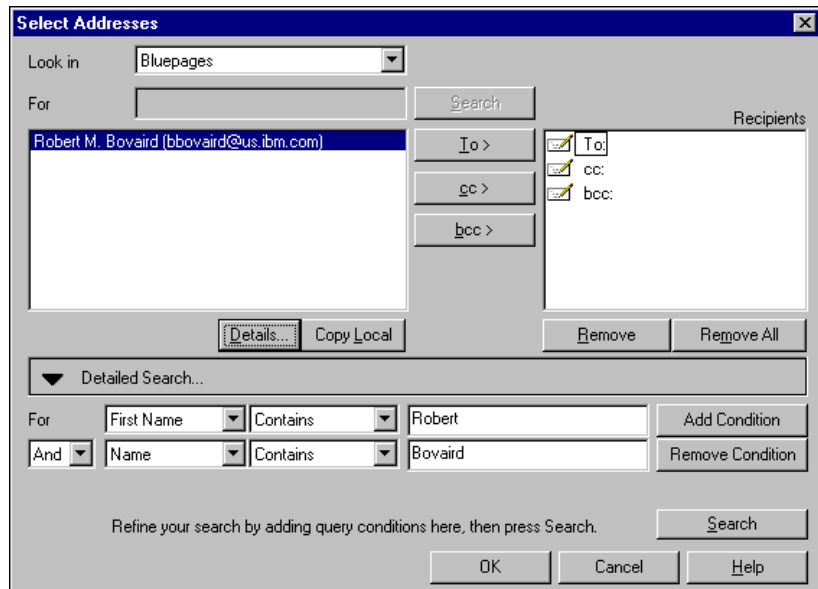 Select Addresses
Look in Bluepages
For Search
Recipients
Robert M. Bovaird (bbovaird@us.ibm.com) To > To:
cc:
cc >
bcc:
bcc >
Details... Copy Local Remove Remove All
Detailed Search...
For First Name Contains Robert Add Condition
And Name Contains Bovaird Remove Condition
Refine your search by adding query conditions here, then press Search. Search
OK Cancel Help